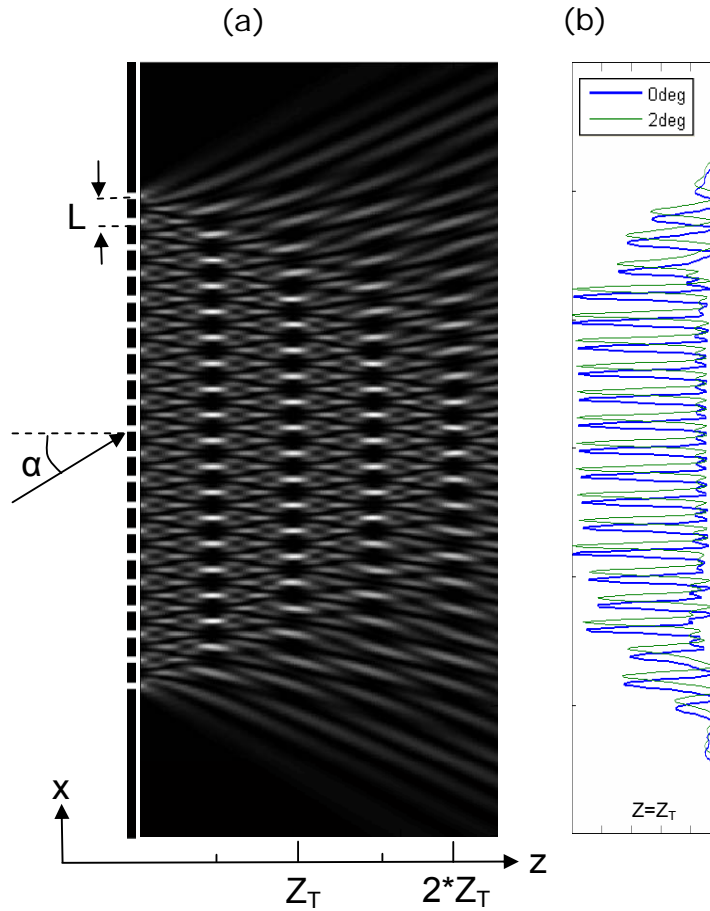 (a)
(b)
0deg
2deg
L
α
x
z
Z_T
2*Z_T
Z=Z_T